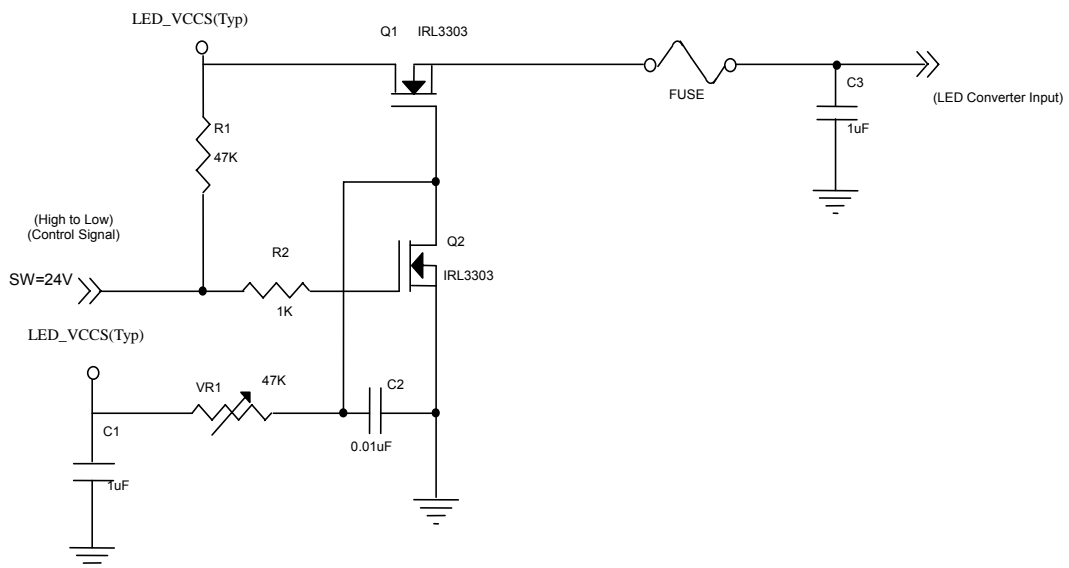 LED_VCCS(Typ)
Q1 IRL3303
FUSE
C3
(LED Converter Input)
1uF
R1
47K
(High to Low)
(Control Signal)
SW=24V
R2
1K
Q2
IRL3303
LED_VCCS(Typ)
VR1 47K
C2
0.01uF
C1
1uF